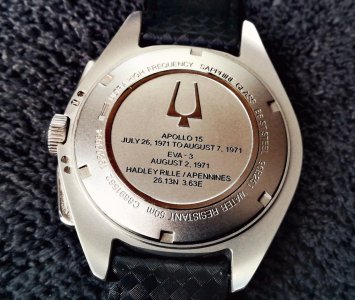 APOLLO 15
JULY 26, 1971 TO AUGUST 7, 1971
EVA - 3
AUGUST 2, 1971
HADLEY RILLE / APENNINES
26.13N 3.63E
HIGH FREQUENCY SAPPHIRE GLASS
WATER RESISTANT 50m